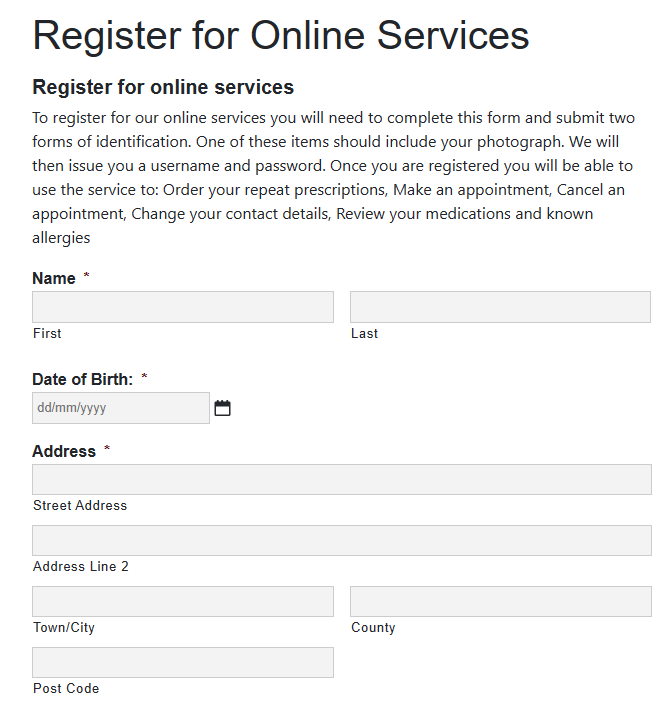 Register for Online Services
Register for online services
To register for our online services you will need to complete this form and submit two
forms of identification. One of these items should include your photograph. We will
then issue you a username and password. Once you are registered you will be able to
use the service to: Order your repeat prescriptions, Make an appointment, Cancel an
appointment, Change your contact details, Review your medications and known
allergies
Name *
First Last
Date of Birth: *
dd/mm/yyyy
Address *
Street Address
Address Line 2
Town/City County
Post Code